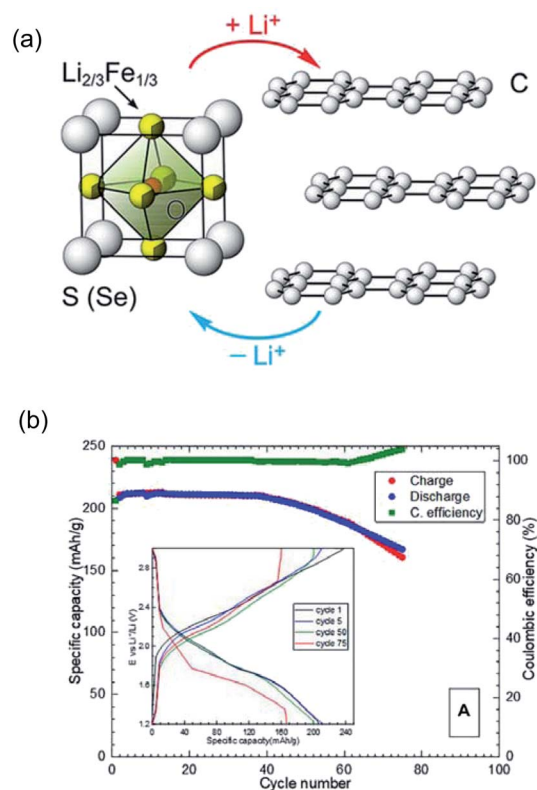 (a)
+ Li⁺
Li₂/₃Fe₁/₃
C
O
S (Se)
− Li⁺
(b)
250
200
150
100
50
0
Specific capacity (mAh/g)
100
80
60
40
20
0
Coulombic efficiency (%)
Charge
Discharge
C. efficiency
2.8
2.4
2.0
1.6
1.2
E vs Li⁺/Li (V)
cycle 1
cycle 5
cycle 50
cycle 75
0 40 80 120 160 200 240
Specific capacity(mAh/g)
A
0 20 40 60 80 100
Cycle number